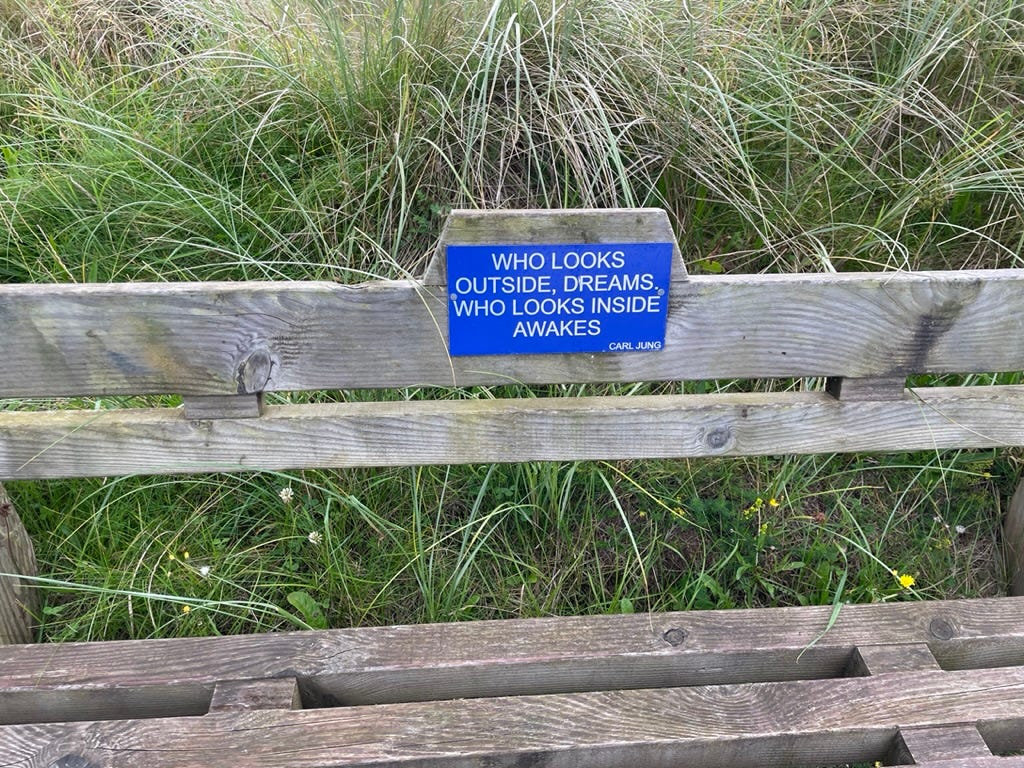 WHO LOOKS
OUTSIDE, DREAMS.
WHO LOOKS INSIDE
AWAKES
CARL JUNG